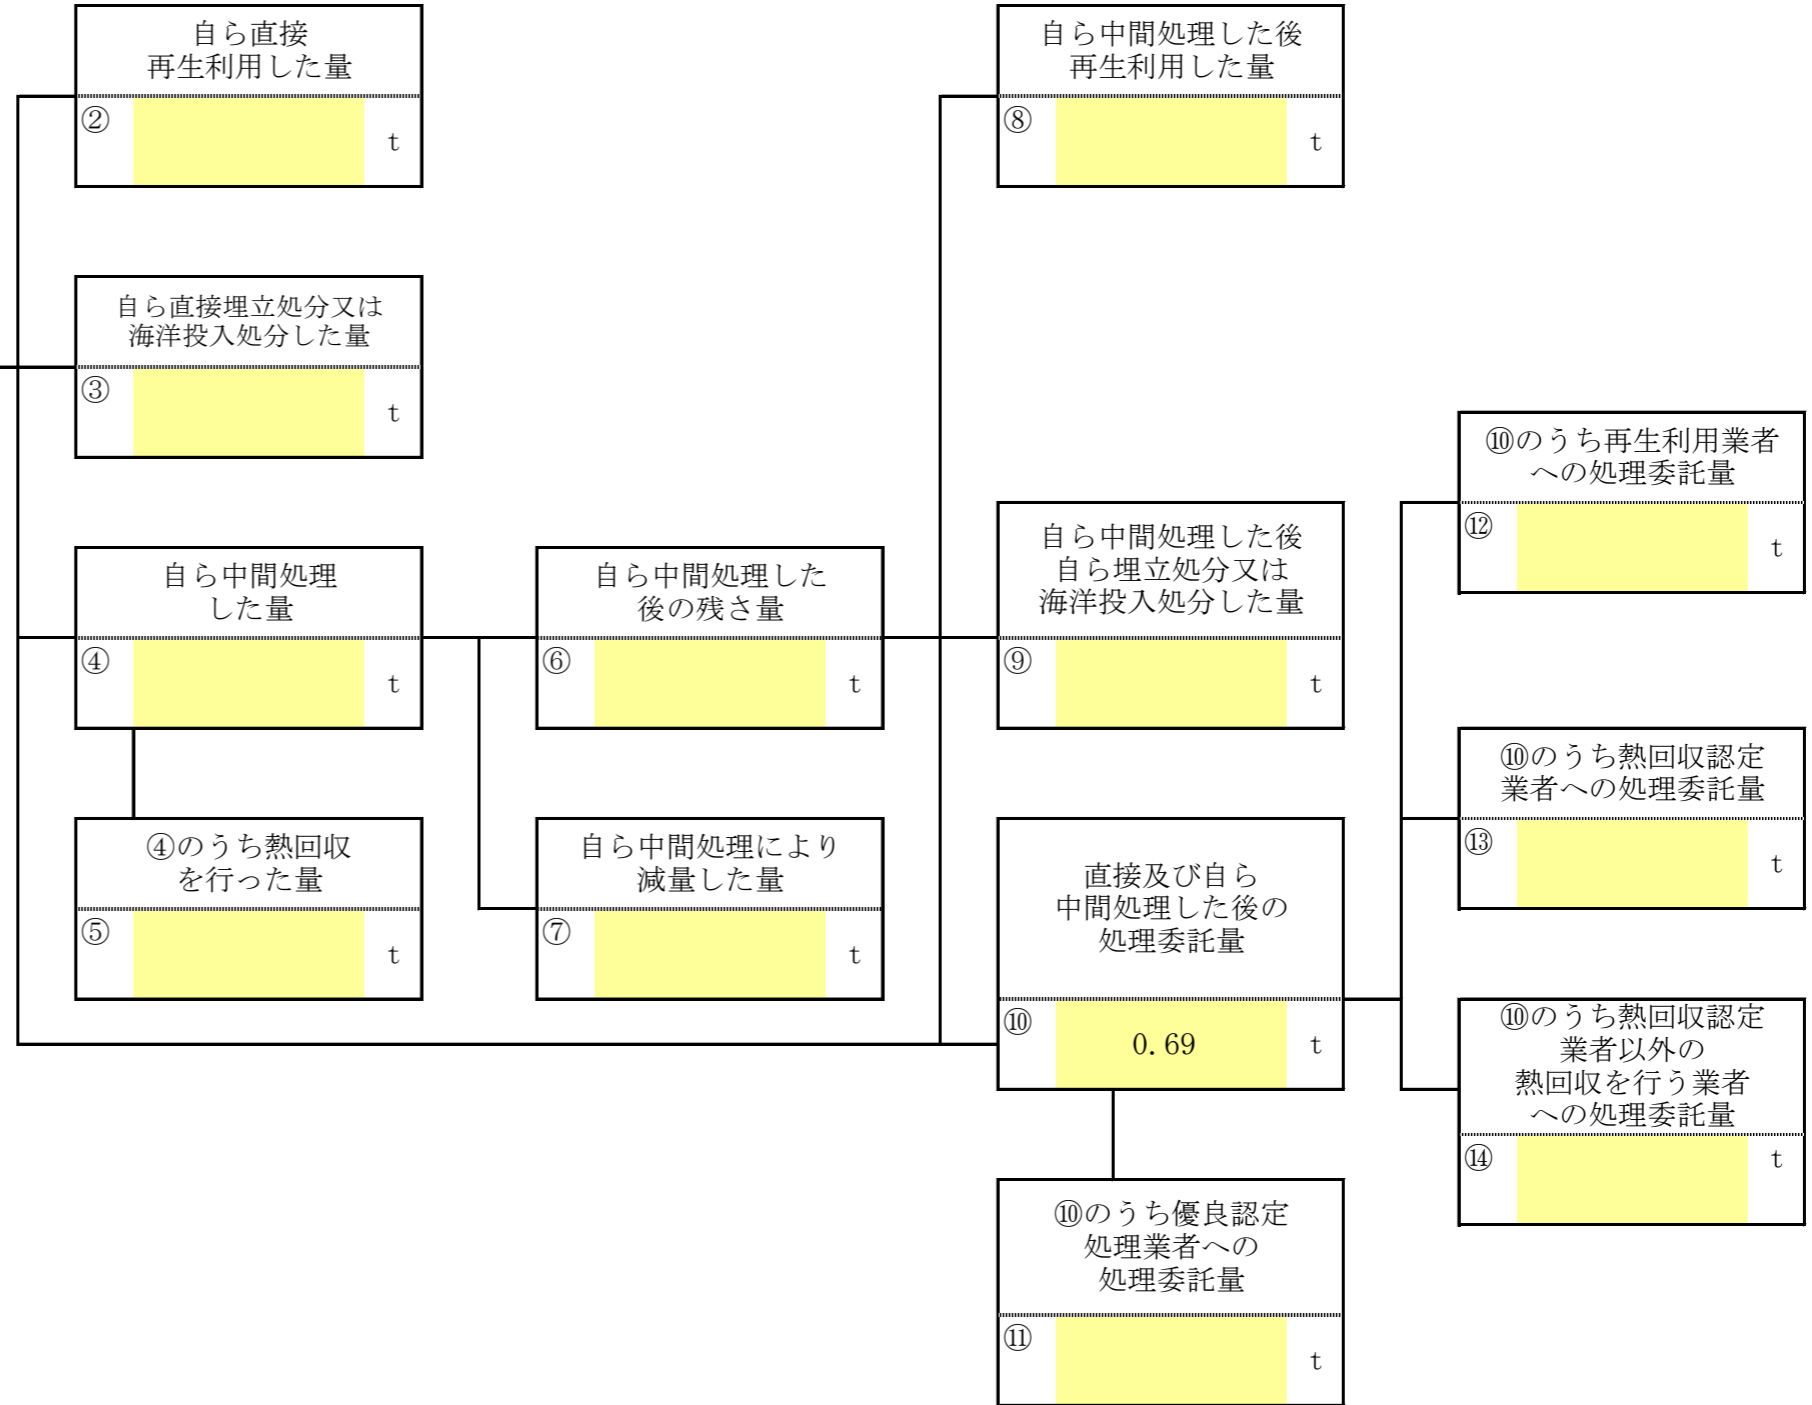 自ら直接
再生利用した量
②
t
自ら中間処理した後
再生利用した量
⑧
t
自ら直接埋立処分又は
海洋投入処分した量
③
t
⑩のうち再生利用業者
への処理委託量
⑫
t
自ら中間処理
した量
④
t
自ら中間処理した
後の残さ量
⑥
t
自ら中間処理した後
自ら埋立処分又は
海洋投入処分した量
⑨
t
⑩のうち熱回収認定
業者への処理委託量
⑬
t
④のうち熱回収
を行った量
⑤
t
自ら中間処理により
減量した量
⑦
t
直接及び自ら
中間処理した後の
処理委託量
⑩ 0.69 t
⑩のうち熱回収認定
業者以外の
熱回収を行う業者
への処理委託量
⑭
t
⑩のうち優良認定
処理業者への
処理委託量
⑪
t